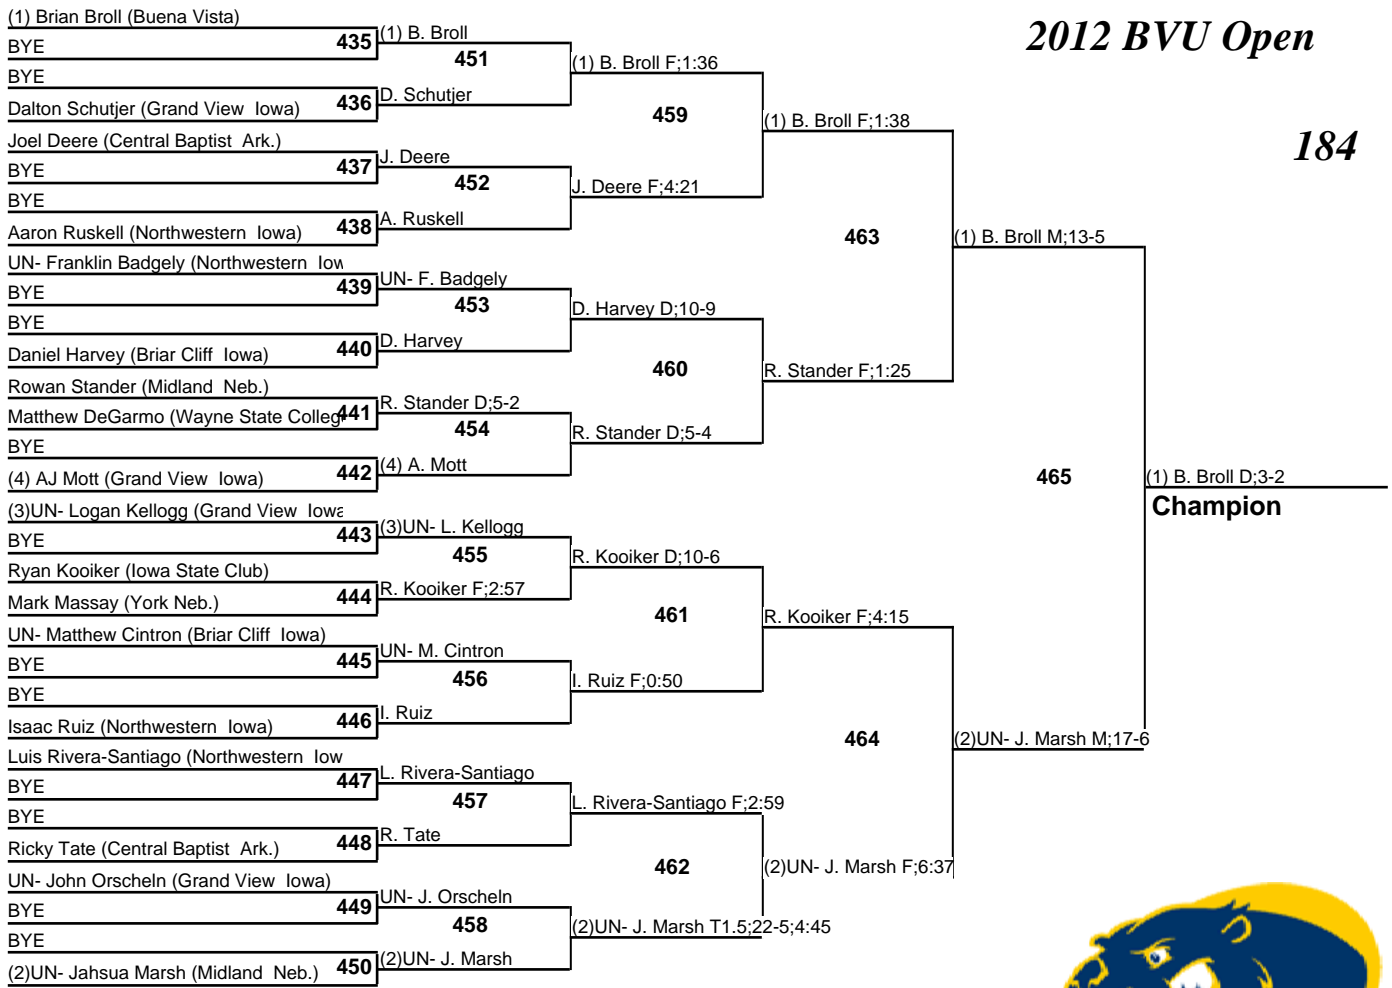 2012 BVU Open
184
(1) Brian Broll (Buena Vista)
BYE
435
BYE
Dalton Schutjer (Grand View  Iowa)
436
Joel Deere (Central Baptist  Ark.)
BYE
437
BYE
Aaron Ruskell (Northwestern  Iowa)
438
UN- Franklin Badgely (Northwestern  Iow
BYE
439
BYE
Daniel Harvey (Briar Cliff  Iowa)
440
Rowan Stander (Midland  Neb.)
Matthew DeGarmo (Wayne State Colleg
441
BYE
(4) AJ Mott (Grand View  Iowa)
442
(3)UN- Logan Kellogg (Grand View  Iowa
BYE
443
Ryan Kooiker (Iowa State Club)
Mark Massay (York Neb.)
444
UN- Matthew Cintron (Briar Cliff  Iowa)
BYE
445
BYE
Isaac Ruiz (Northwestern  Iowa)
446
Luis Rivera-Santiago (Northwestern  Iow
BYE
447
BYE
Ricky Tate (Central Baptist  Ark.)
448
UN- John Orscheln (Grand View  Iowa)
BYE
449
BYE
(2)UN- Jahsua Marsh (Midland  Neb.)
450
(1) B. Broll
451
D. Schutjer
J. Deere
452
A. Ruskell
UN- F. Badgely
453
D. Harvey
R. Stander D;5-2
454
(4) A. Mott
(3)UN- L. Kellogg
455
R. Kooiker F;2:57
UN- M. Cintron
456
I. Ruiz
L. Rivera-Santiago
457
R. Tate
UN- J. Orscheln
458
(2)UN- J. Marsh
(1) B. Broll F;1:36
459
J. Deere F;4:21
D. Harvey D;10-9
460
R. Stander D;5-4
R. Kooiker D;10-6
461
I. Ruiz F;0:50
L. Rivera-Santiago F;2:59
462
(2)UN- J. Marsh T1.5;22-5;4:45
(1) B. Broll F;1:38
463
R. Stander F;1:25
R. Kooiker F;4:15
464
(2)UN- J. Marsh F;6:37
(1) B. Broll M;13-5
465
(2)UN- J. Marsh M;17-6
(1) B. Broll D;3-2
Champion